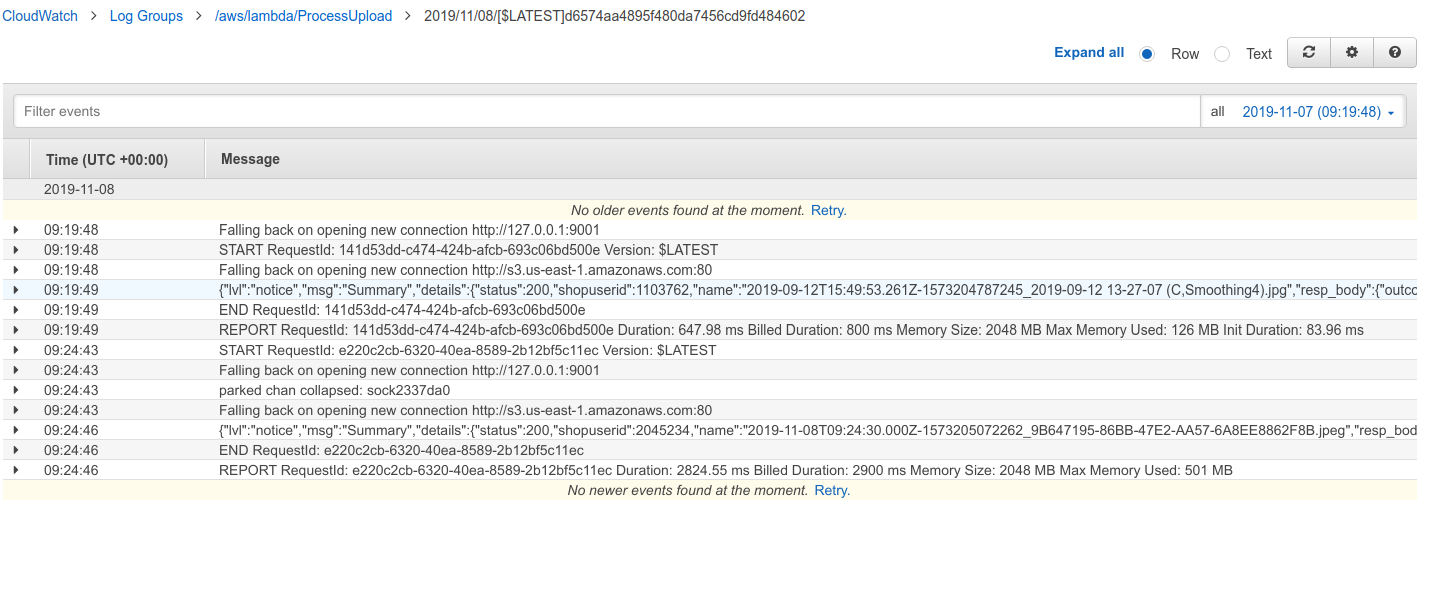 CloudWatch > Log Groups > /aws/lambda/ProcessUpload > 2019/11/08/[$LATEST]d6574aa4895f480da7456cd9fd484602
Expand all Row Text
Filter events all 2019-11-07 (09:19:48)
Time (UTC +00:00) Message
2019-11-08
No older events found at the moment. Retry.
09:19:48 Falling back on opening new connection http://127.0.0.1:9001
09:19:48 START RequestId: 141d53dd-c474-424b-afcb-693c06bd500e Version: $LATEST
09:19:48 Falling back on opening new connection http://s3.us-east-1.amazonaws.com:80
09:19:49 {"lvl":"notice","msg":"Summary","details":{"status":200,"shopuserid":1103762,"name":"2019-09-12T15:49:53.261Z-1573204787245_2019-09-12 13-27-07 (C,Smoothing4).jpg","resp_body":{"outco
09:19:49 END RequestId: 141d53dd-c474-424b-afcb-693c06bd500e
09:19:49 REPORT RequestId: 141d53dd-c474-424b-afcb-693c06bd500e Duration: 647.98 ms Billed Duration: 800 ms Memory Size: 2048 MB Max Memory Used: 126 MB Init Duration: 83.96 ms
09:24:43 START RequestId: e220c2cb-6320-40ea-8589-2b12bf5c11ec Version: $LATEST
09:24:43 Falling back on opening new connection http://127.0.0.1:9001
09:24:43 parked chan collapsed: sock2337da0
09:24:43 Falling back on opening new connection http://s3.us-east-1.amazonaws.com:80
09:24:46 {"lvl":"notice","msg":"Summary","details":{"status":200,"shopuserid":2045234,"name":"2019-11-08T09:24:30.000Z-1573205072262_9B647195-86BB-47E2-AA57-6A8EE8862F8B.jpeg","resp_bod
09:24:46 END RequestId: e220c2cb-6320-40ea-8589-2b12bf5c11ec
09:24:46 REPORT RequestId: e220c2cb-6320-40ea-8589-2b12bf5c11ec Duration: 2824.55 ms Billed Duration: 2900 ms Memory Size: 2048 MB Max Memory Used: 501 MB
No newer events found at the moment. Retry.